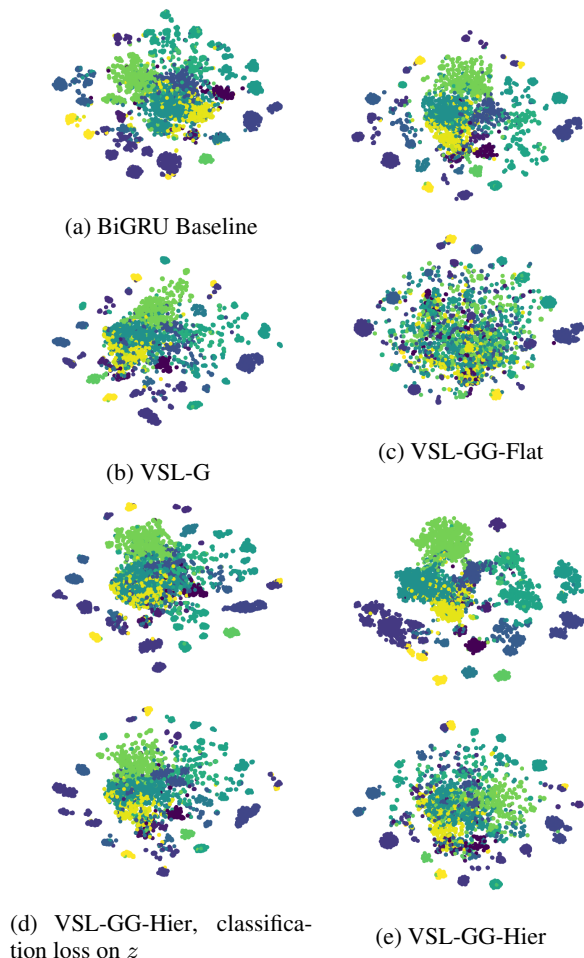 (a) BiGRU Baseline
(b) VSL-G
(c) VSL-GG-Flat
(d) VSL-GG-Hier, classifica-
tion loss on z
(e) VSL-GG-Hier